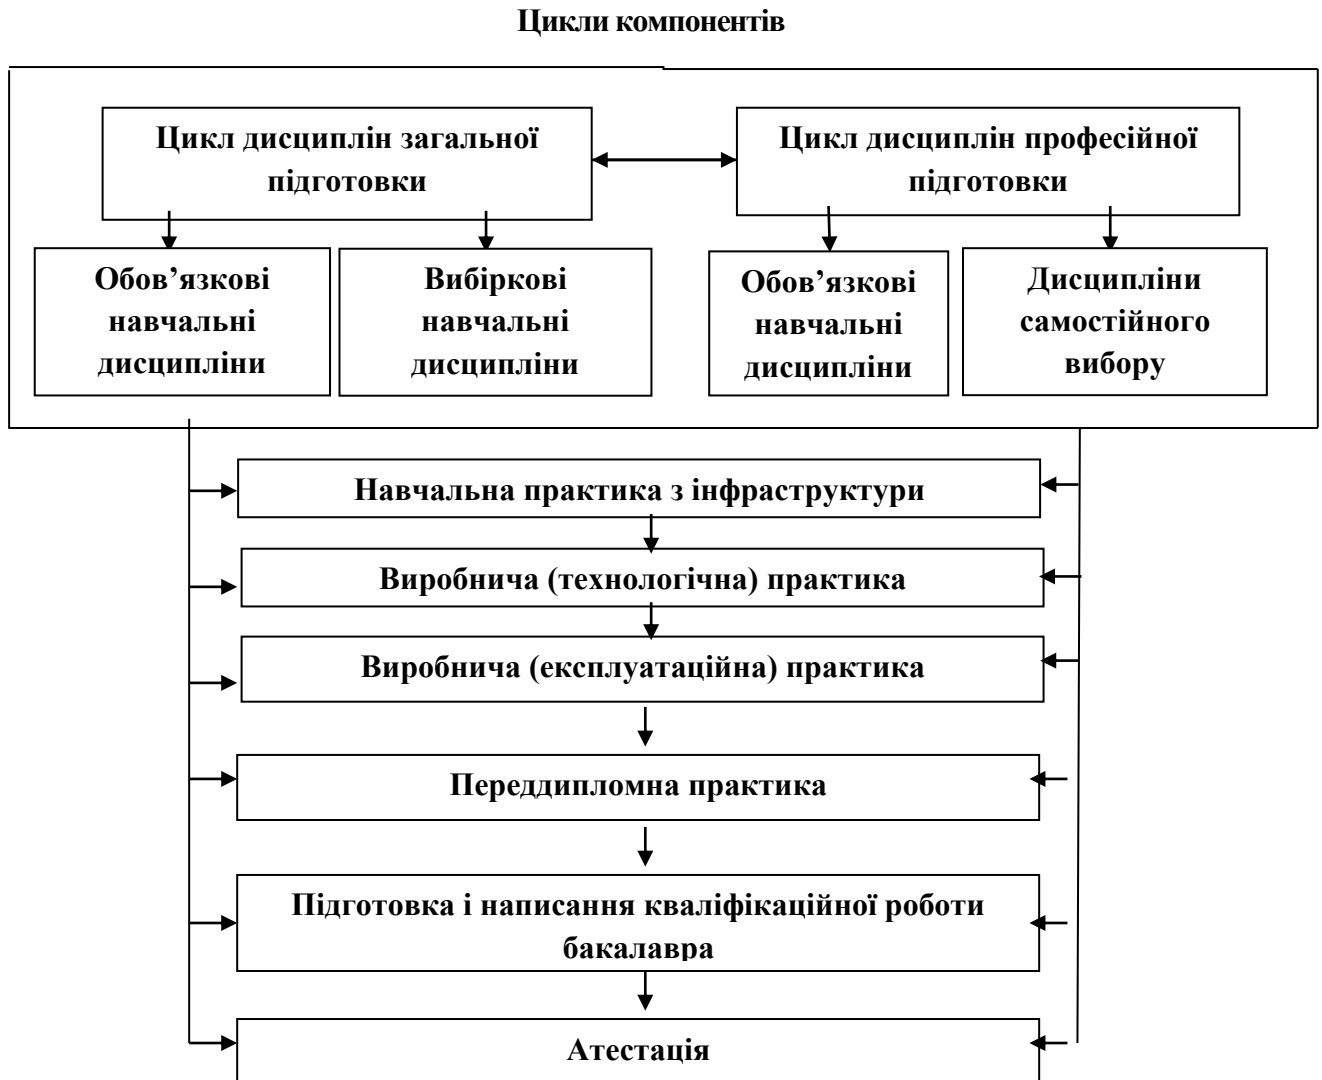 Цикли компонентів
Цикл дисциплін загальної
підготовки
Цикл дисциплін професійної
підготовки
Обов’язкові
навчальні
дисципліни
Вибіркові
навчальні
дисципліни
Обов’язкові
навчальні
дисципліни
Дисципліни
самостійного
вибору
Навчальна практика з інфраструктури
Виробнича (технологічна) практика
Виробнича (експлуатаційна) практика
Переддипломна практика
Підготовка і написання кваліфікаційної роботи
бакалавра
Атестація